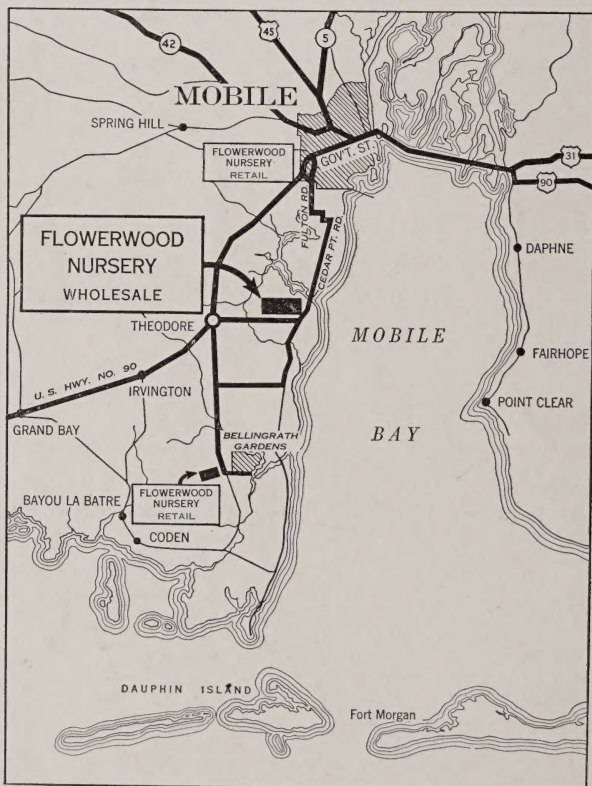 42
45
5
MOBILE
SPRING HILL
FLOWERWOOD
NURSERY
RETAIL
GOV'T. ST.
31
90
FULTON RD.
CEDAR PT. RD.
FLOWERWOOD
NURSERY
WHOLESALE
DAPHNE
THEODORE
MOBILE
FAIRHOPE
U. S. HWY. NO. 90
IRVINGTON
POINT CLEAR
GRAND BAY
BAY
BELLINGRATH
GARDENS
FLOWERWOOD
NURSERY
RETAIL
BAYOU LA BATRE
CODEN
DAUPHIN ISLAND
Fort Morgan